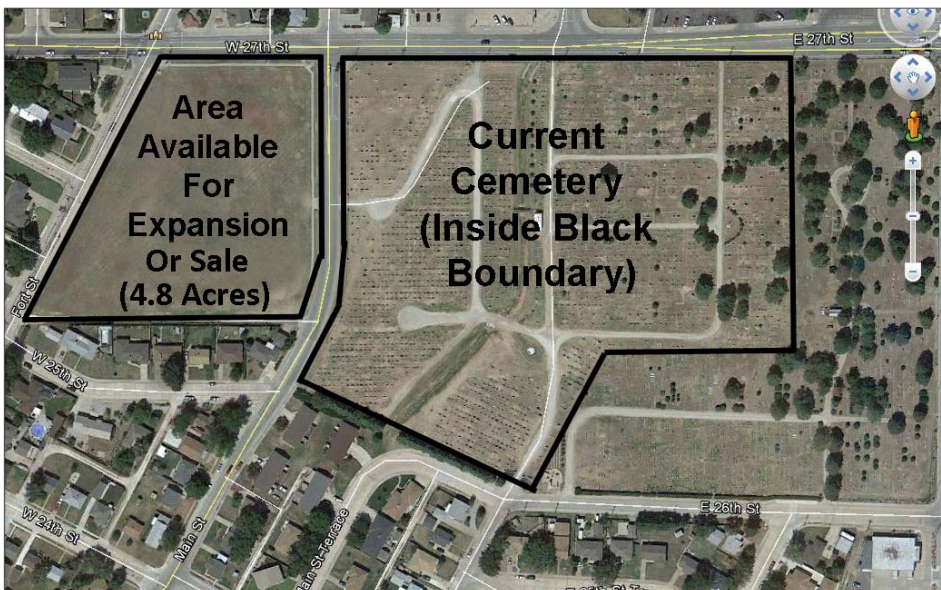 W 27th St
E 27th St
Area
Available
For
Expansion
Or Sale
(4.8 Acres)
Current
Cemetery
(Inside Black
Boundary)
Fort St
W 25th St
W 24th St
Main St
Main St Terrace
E 26th St